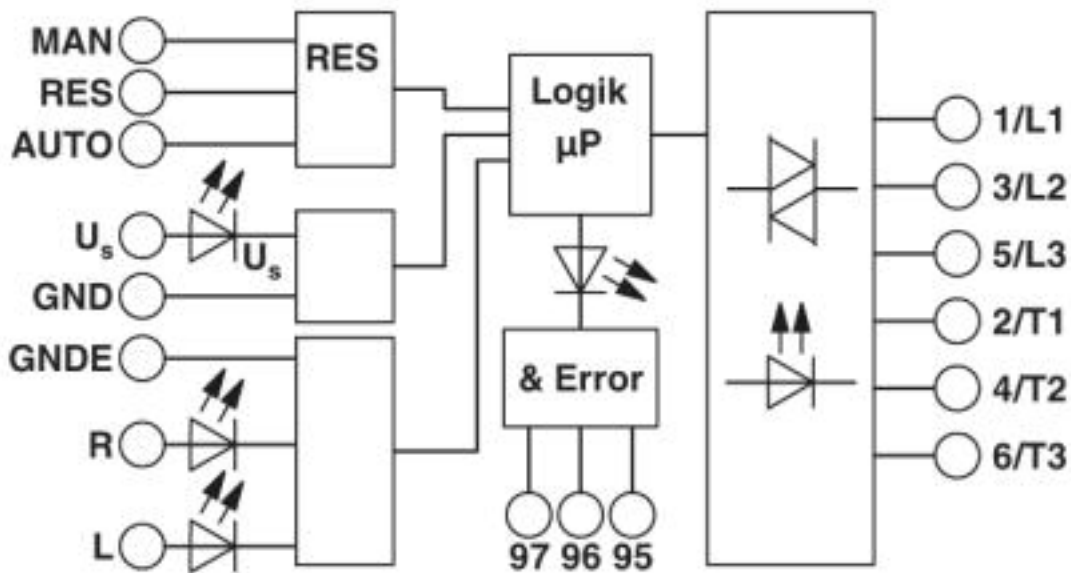 MAN
RES
AUTO
RES
Us
Us
GND
GNDE
R
L
Logik
µP
& Error
97 96 95
1/L1
3/L2
5/L3
2/T1
4/T2
6/T3